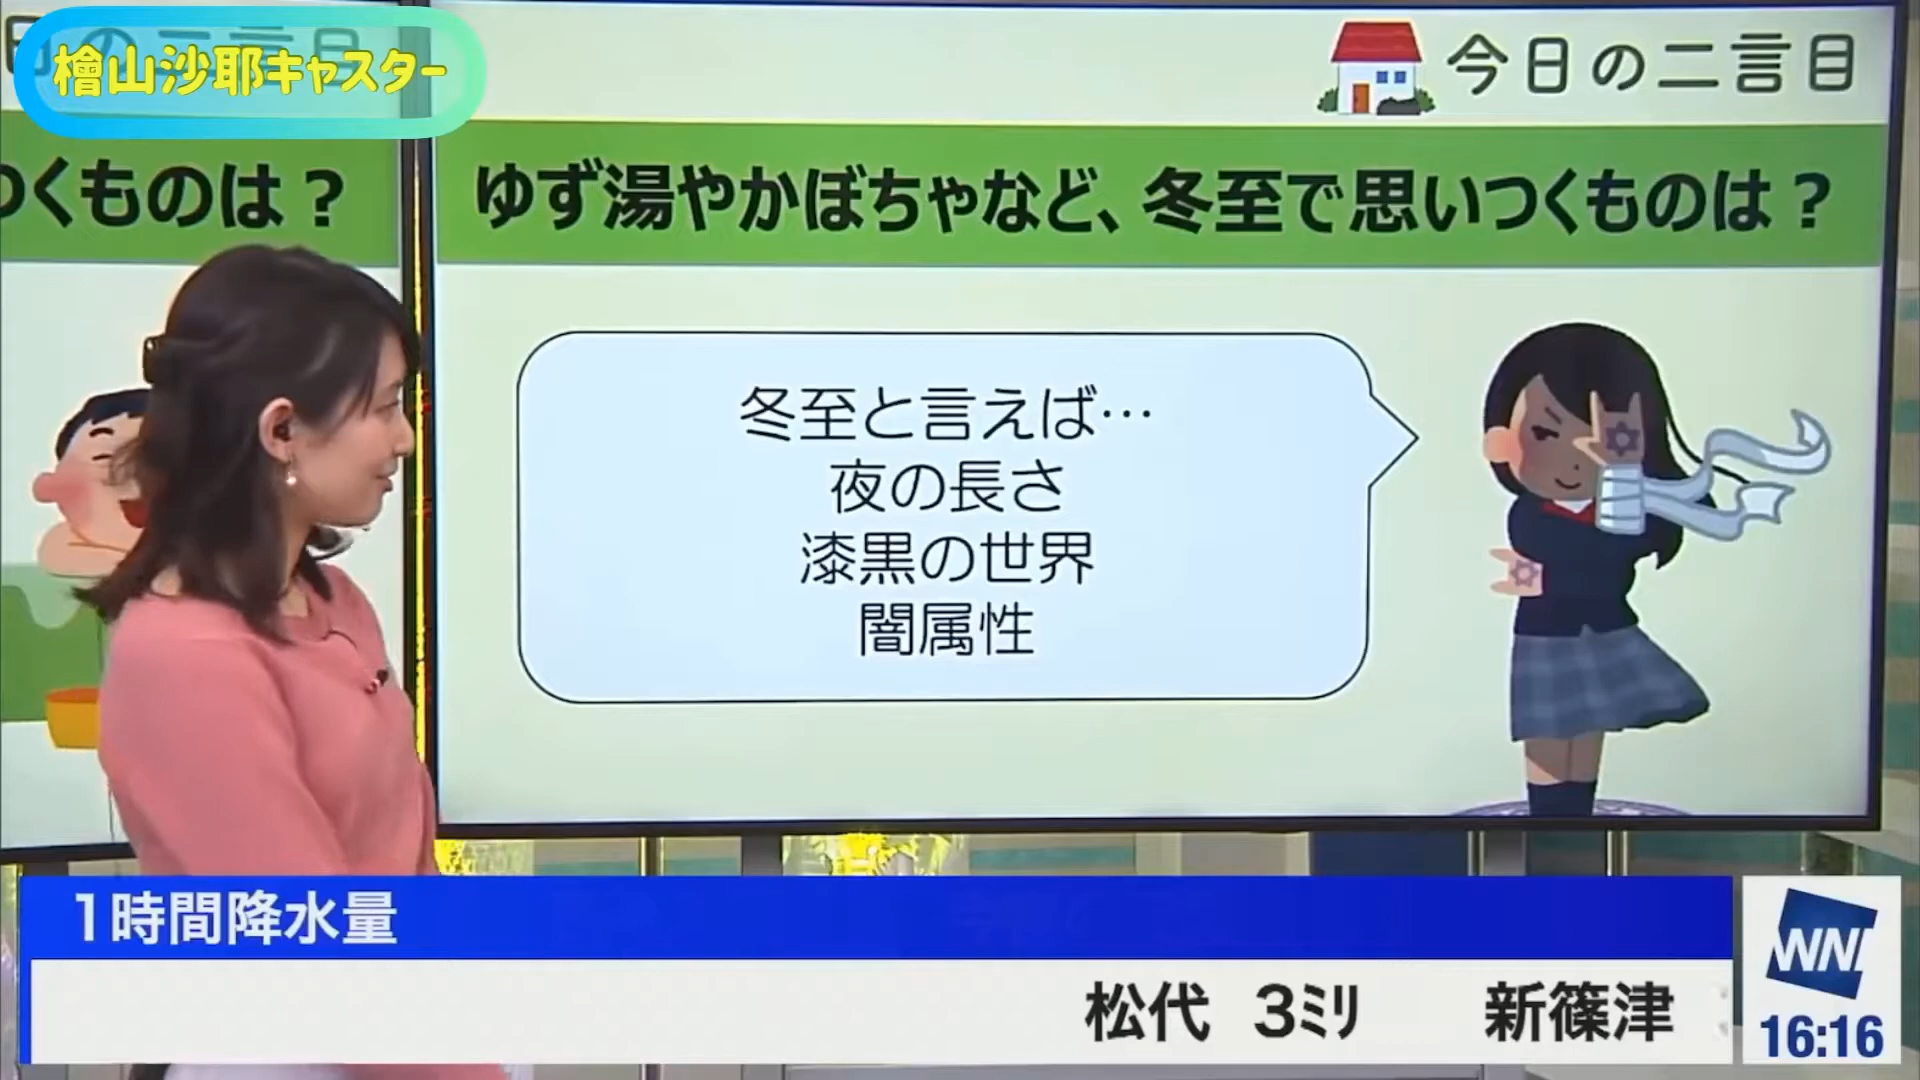 檜山沙耶キャスター
今日の二言目
つくものは？
ゆず湯やかぼちゃなど、冬至で思いつくものは？
冬至と言えば…
夜の長さ
漆黒の世界
闇属性
1時間降水量
松代 3ミリ 新篠津
WNI
16:16